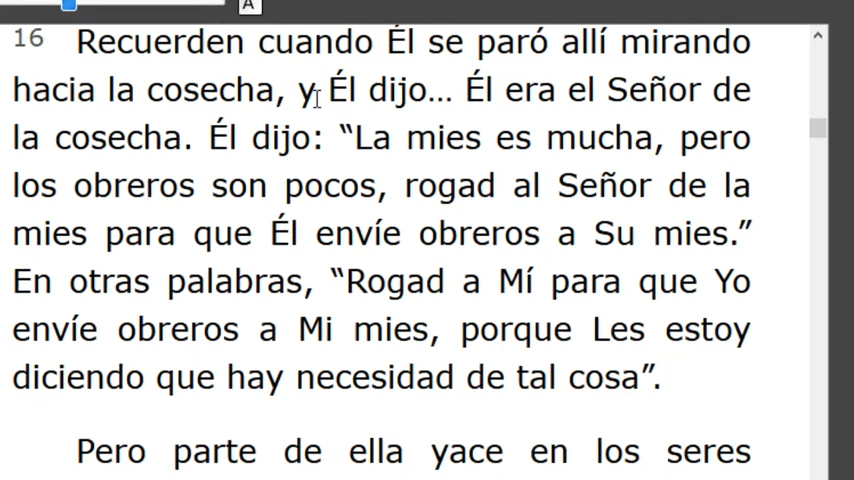 A
16 Recuerden cuando Él se paró allí mirando
hacia la cosecha, y Él dijo... Él era el Señor de
la cosecha. Él dijo: “La mies es mucha, pero
los obreros son pocos, rogad al Señor de la
mies para que Él envíe obreros a Su mies.”
En otras palabras, “Rogad a Mí para que Yo
envíe obreros a Mi mies, porque Les estoy
diciendo que hay necesidad de tal cosa”.
Pero parte de ella yace en los seres